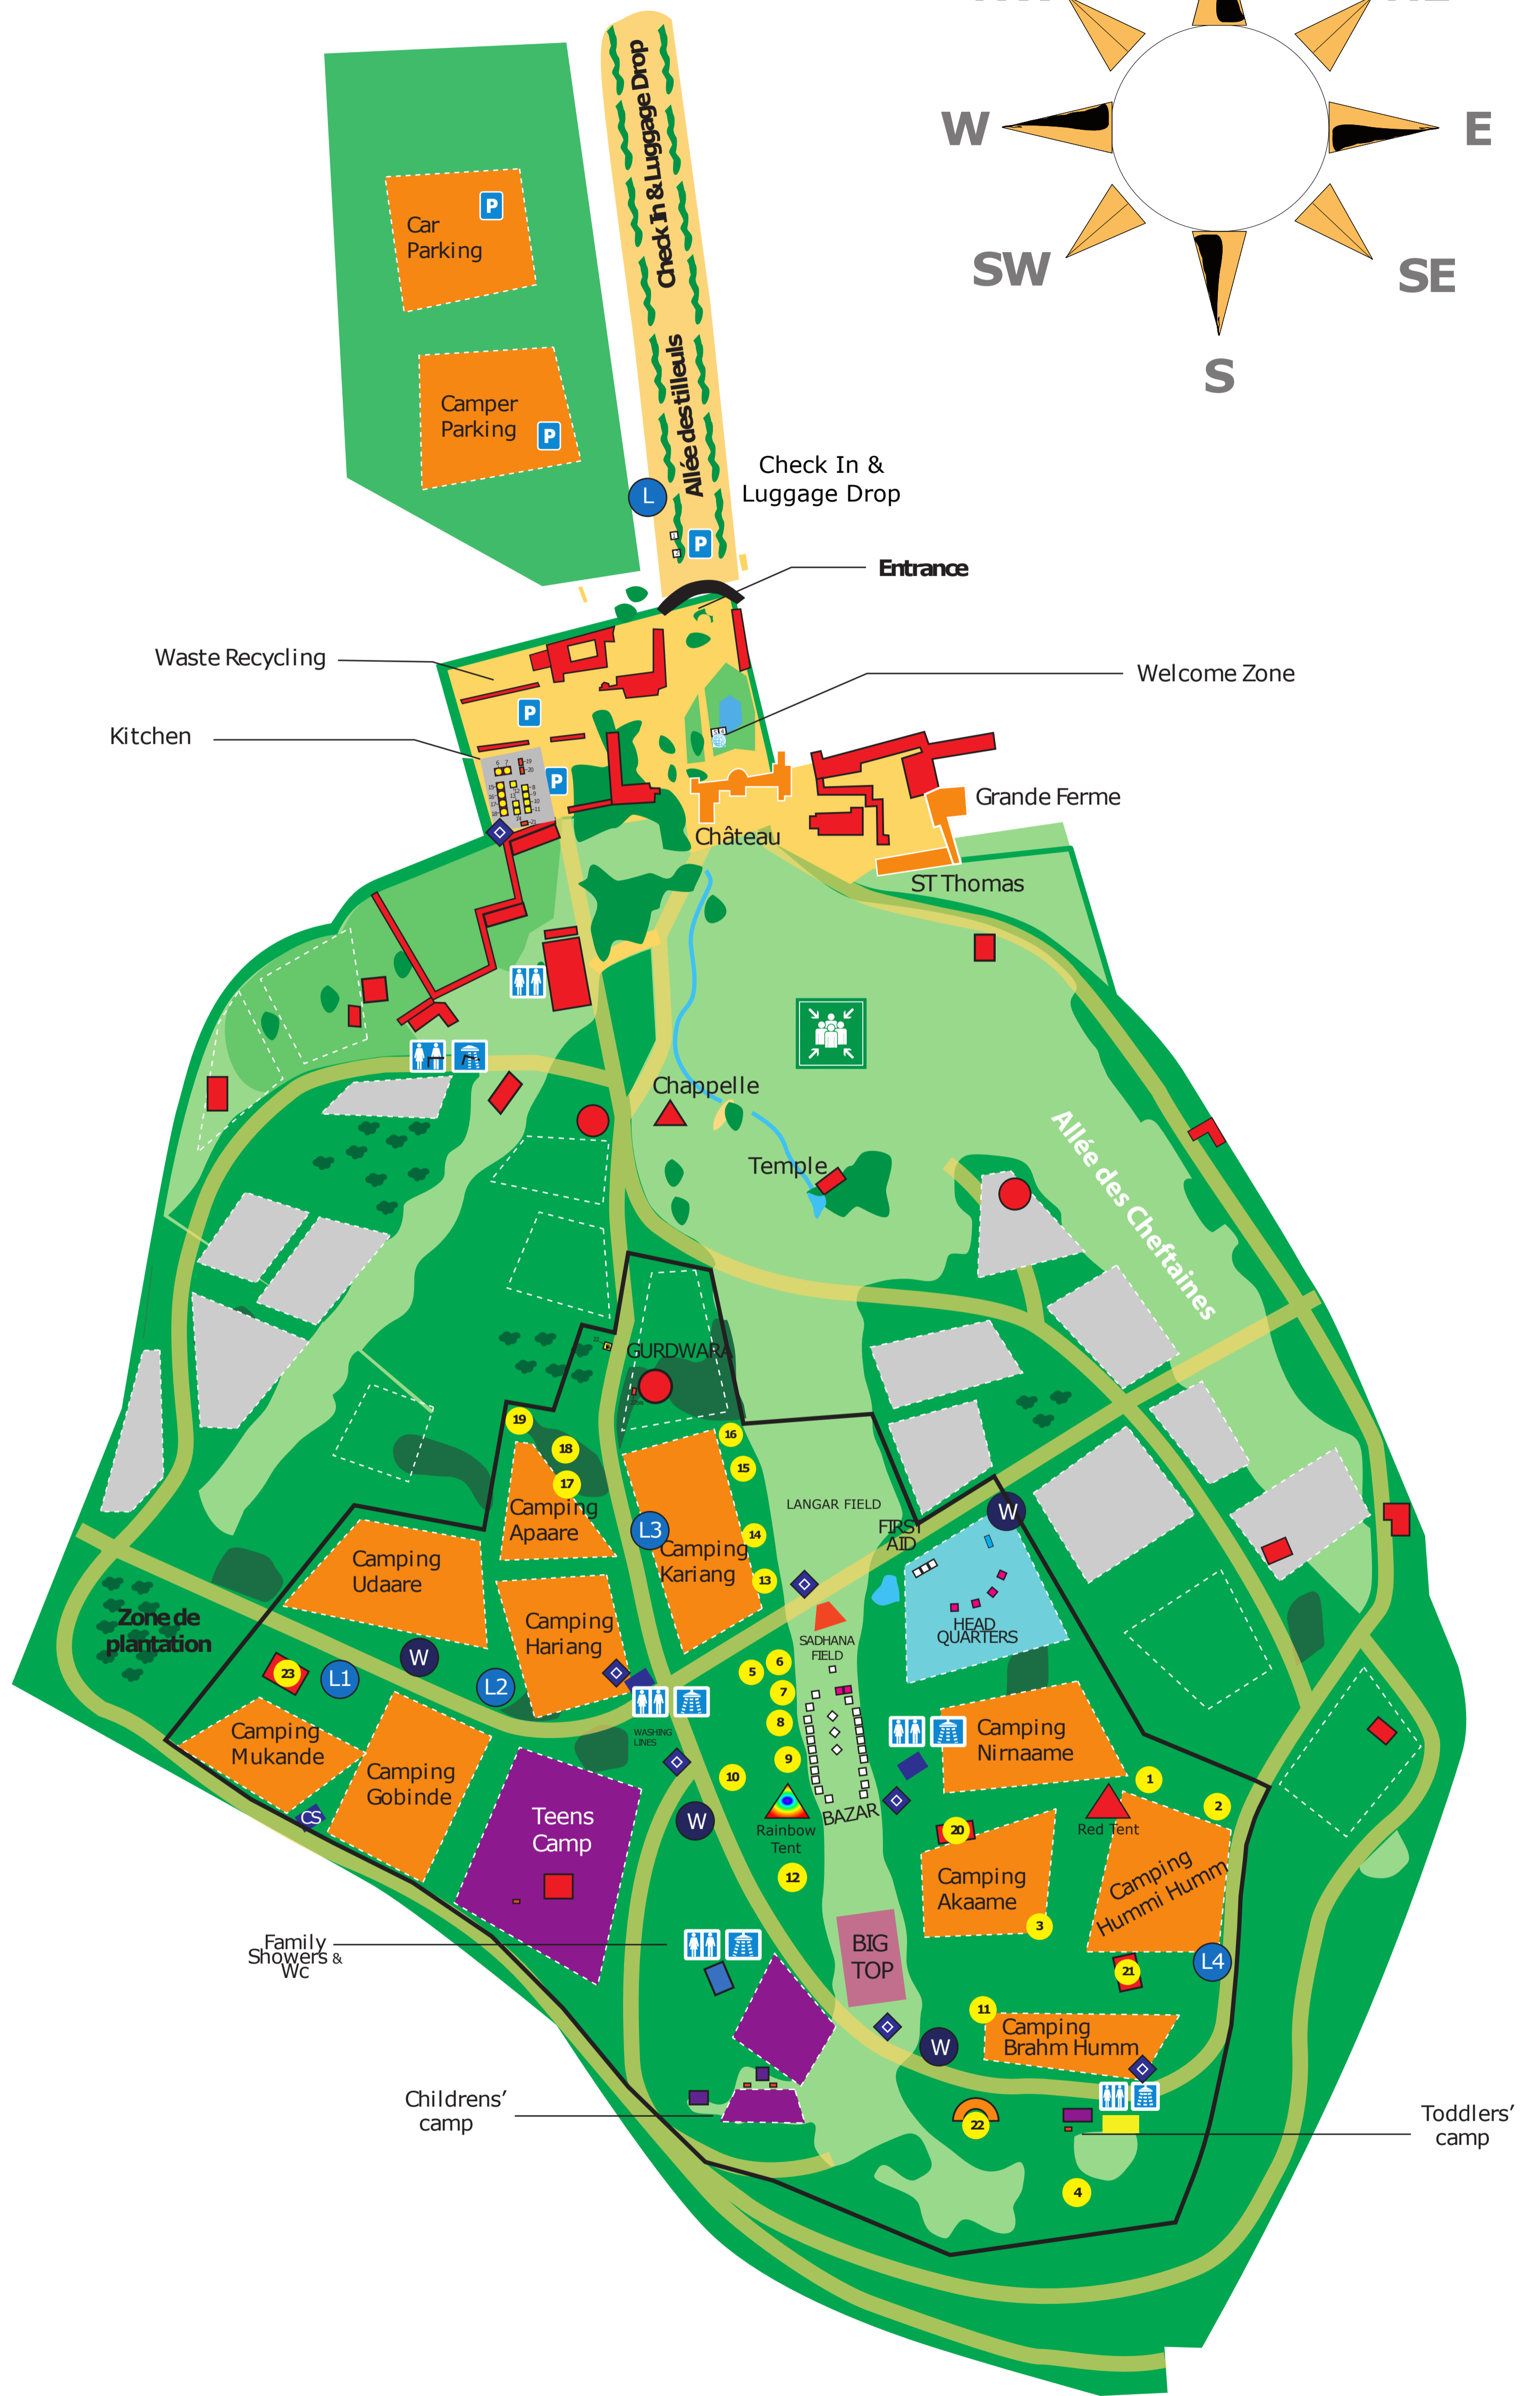 W
E
SW
SE
S
Check In & Luggage Drop
Allée des tilleuls
Car
Parking
P
Camper
Parking
P
L
Check In &
Luggage Drop
P
Entrance
Waste Recycling
Welcome Zone
P
Kitchen
P
Grande Ferme
Château
ST Thomas
Chappelle
Temple
Allée des Cheftaines
GURDWARA
19
18
17
16
15
Camping
Apaare
L3
14
Camping
Kariang
13
LANGAR FIELD
FIRST
AID
W
Camping
Udaare
Camping
Hariang
HEAD
QUARTERS
SADHANA
FIELD
Zone de
plantation
23
L1
W
L2
5
6
7
8
9
10
WASHING
LINES
Camping
Mukande
Camping
Gobinde
CS
Teens
Camp
W
Rainbow
Tent
12
BAZAR
Camping
Nirnaame
1
2
Red Tent
20
Camping
Akaame
3
Camping
Hummi Humm
L4
21
BIG
TOP
Family
Showers &
Wc
11
Camping
Brahm Humm
W
Childrens’
camp
22
Toddlers’
camp
4